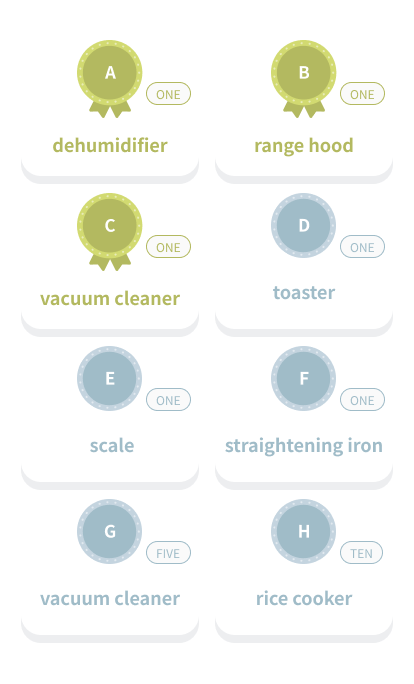 A
ONE
dehumidifier
B
ONE
range hood
C
ONE
vacuum cleaner
D
ONE
toaster
E
ONE
scale
F
ONE
straightening iron
G
FIVE
vacuum cleaner
H
TEN
rice cooker